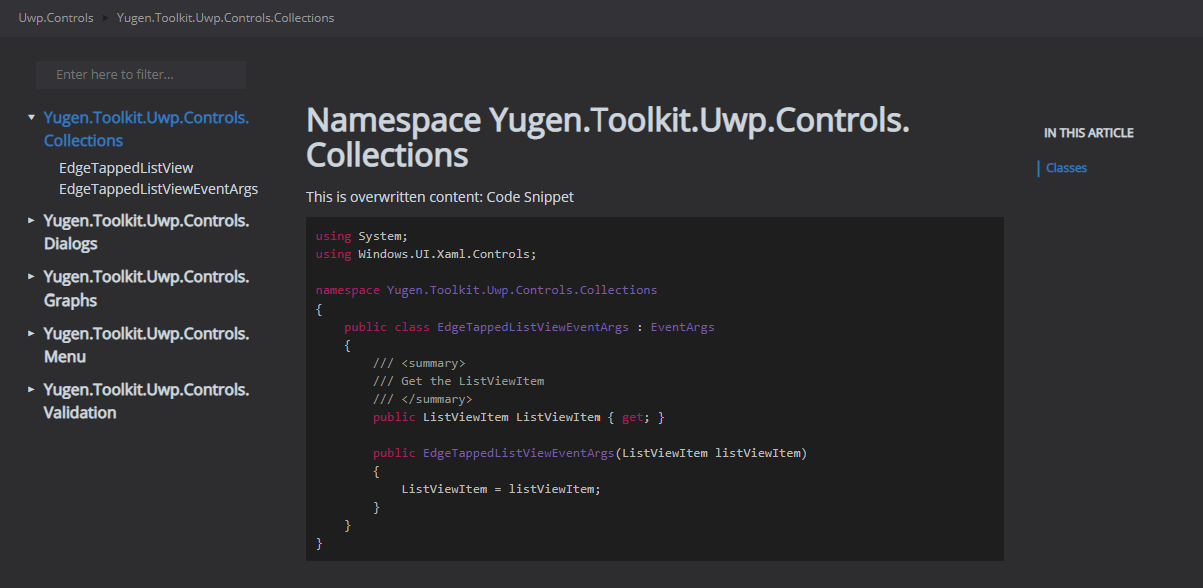 Uwp.Controls ▸ Yugen.Toolkit.Uwp.Controls.Collections
Enter here to filter...
Yugen.Toolkit.Uwp.Controls.
Collections
EdgeTappedListView
EdgeTappedListViewEventArgs
Yugen.Toolkit.Uwp.Controls.
Dialogs
Yugen.Toolkit.Uwp.Controls.
Graphs
Yugen.Toolkit.Uwp.Controls.
Menu
Yugen.Toolkit.Uwp.Controls.
Validation
Namespace Yugen.Toolkit.Uwp.Controls.
Collections
This is overwritten content: Code Snippet
using System;
using Windows.UI.Xaml.Controls;
namespace Yugen.Toolkit.Uwp.Controls.Collections
{
    public class EdgeTappedListViewEventArgs : EventArgs
    {
        /// <summary>
        /// Get the ListViewItem
        /// </summary>
        public ListViewItem ListViewItem { get; }
        public EdgeTappedListViewEventArgs(ListViewItem listViewItem)
        {
            ListViewItem = listViewItem;
        }
    }
}
IN THIS ARTICLE
Classes